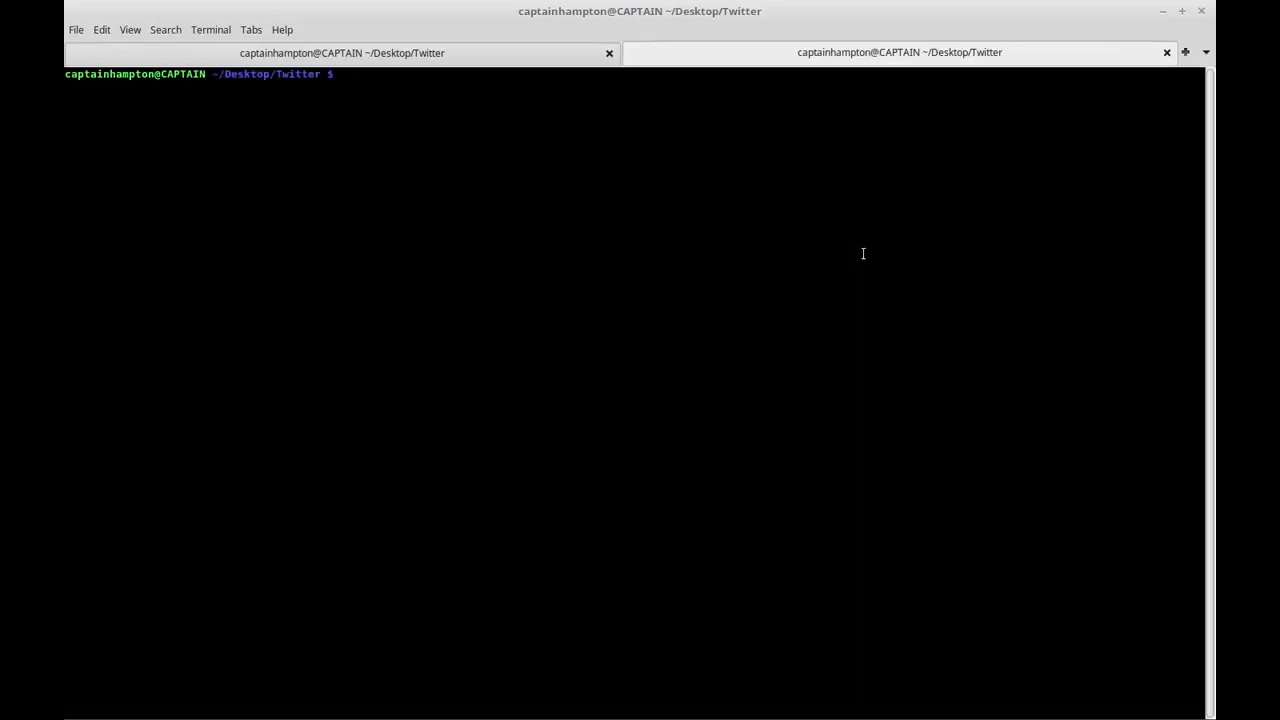 captainhampton@CAPTAIN ~/Desktop/Twitter
File Edit View Search Terminal Tabs Help
captainhampton@CAPTAIN ~/Desktop/Twitter captainhampton@CAPTAIN ~/Desktop/Twitter
captainhampton@CAPTAIN ~/Desktop/Twitter $